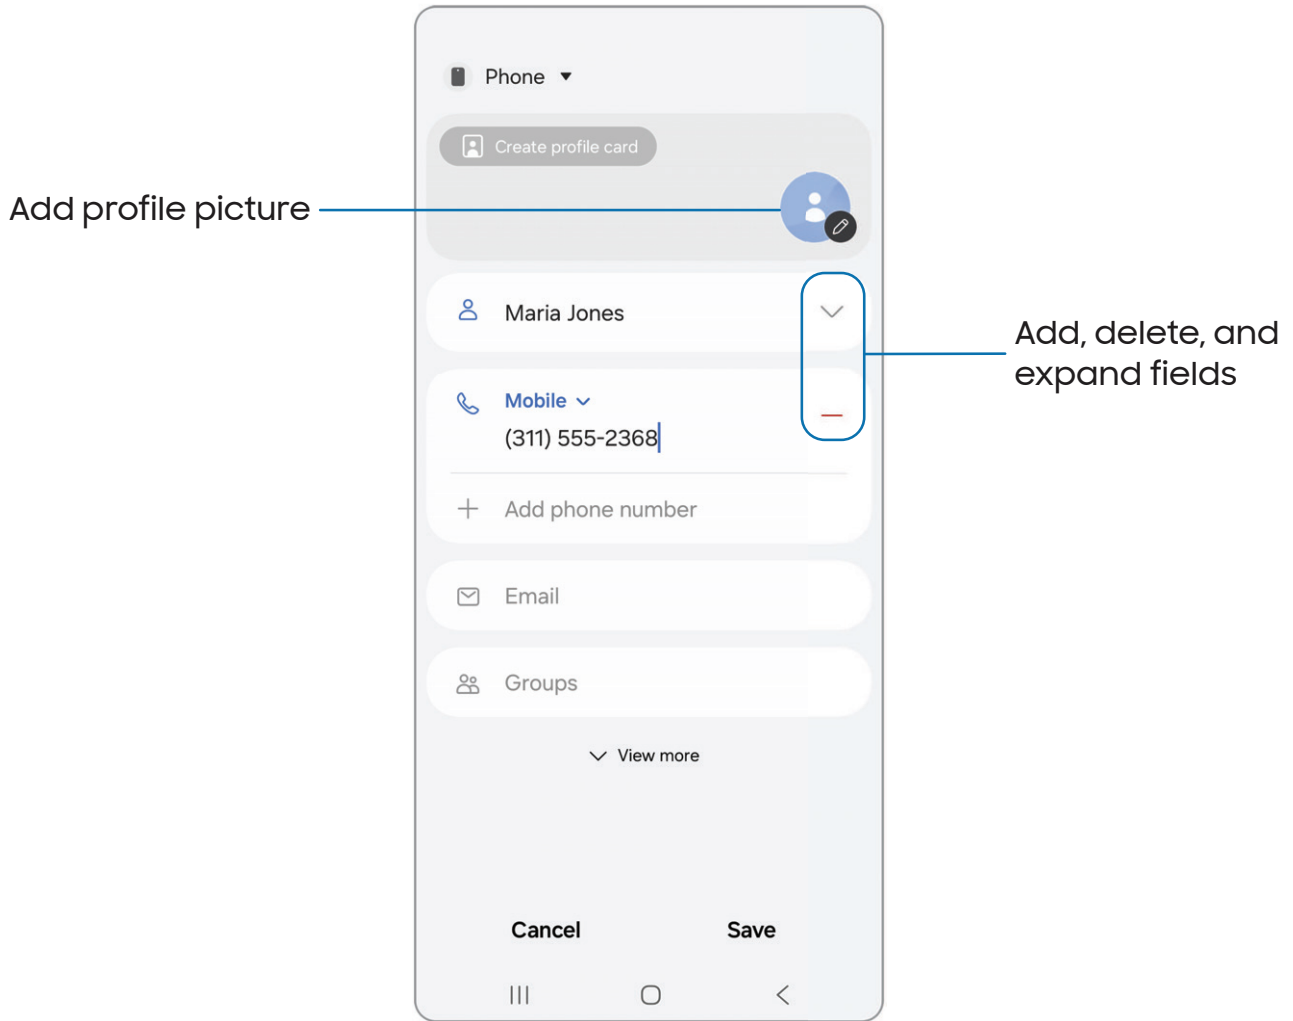 Phone
Create profile card
Add profile picture
Maria Jones
Add, delete, and
expand fields
Mobile
(311) 555-2368
Add phone number
Email
Groups
View more
Cancel Save